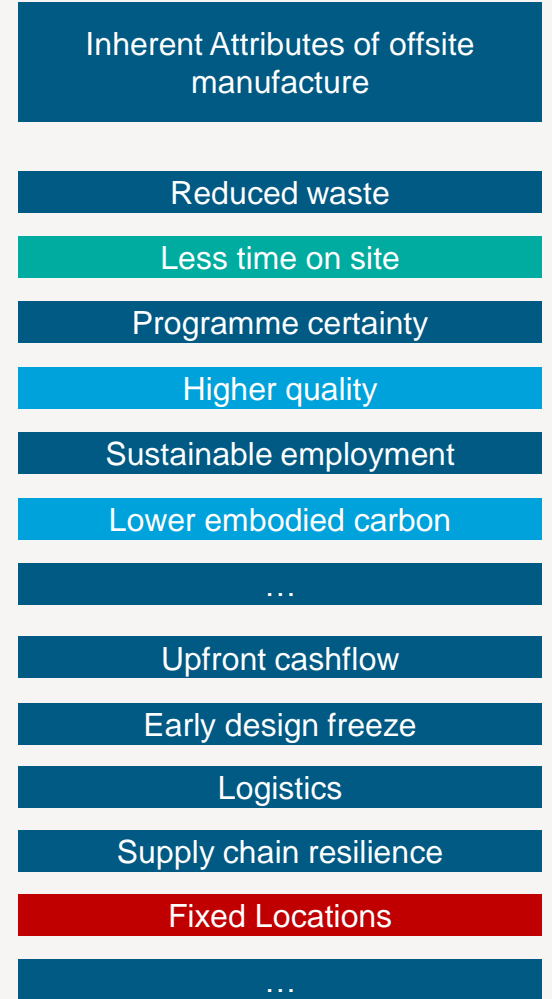 Inherent Attributes of offsite
manufacture
Reduced waste
Less time on site
Programme certainty
Higher quality
Sustainable employment
Lower embodied carbon
…
Upfront cashflow
Early design freeze
Logistics
Supply chain resilience
Fixed Locations
…